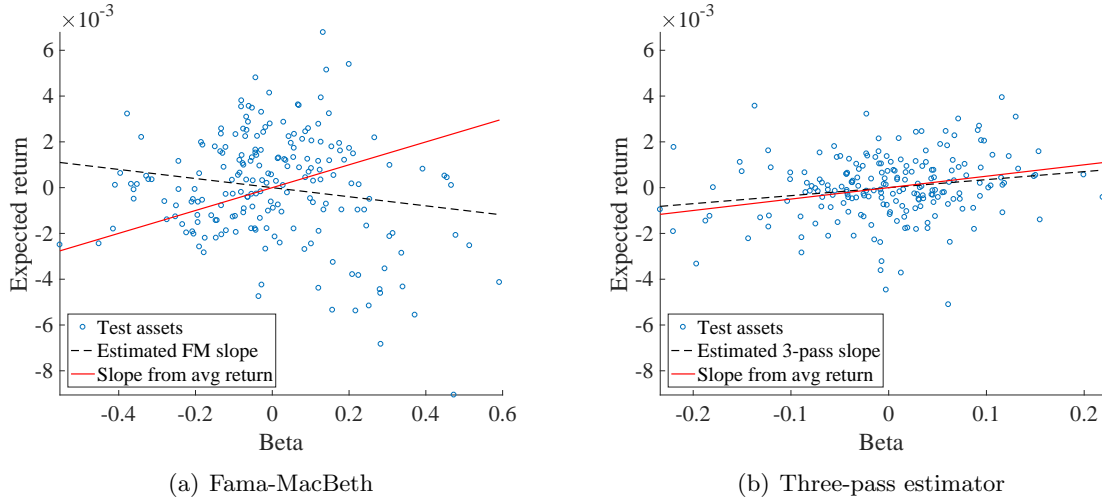 ×10⁻³
6
4
2
0
-2
-4
-6
-8
Expected return
Test assets
Estimated FM slope
Slope from avg return
-0.4 -0.2 0 0.2 0.4 0.6
Beta
(a) Fama-MacBeth
×10⁻³
6
4
2
0
-2
-4
-6
-8
Expected return
Test assets
Estimated 3-pass slope
Slope from avg return
-0.2 -0.1 0 0.1 0.2
Beta
(b) Three-pass estimator